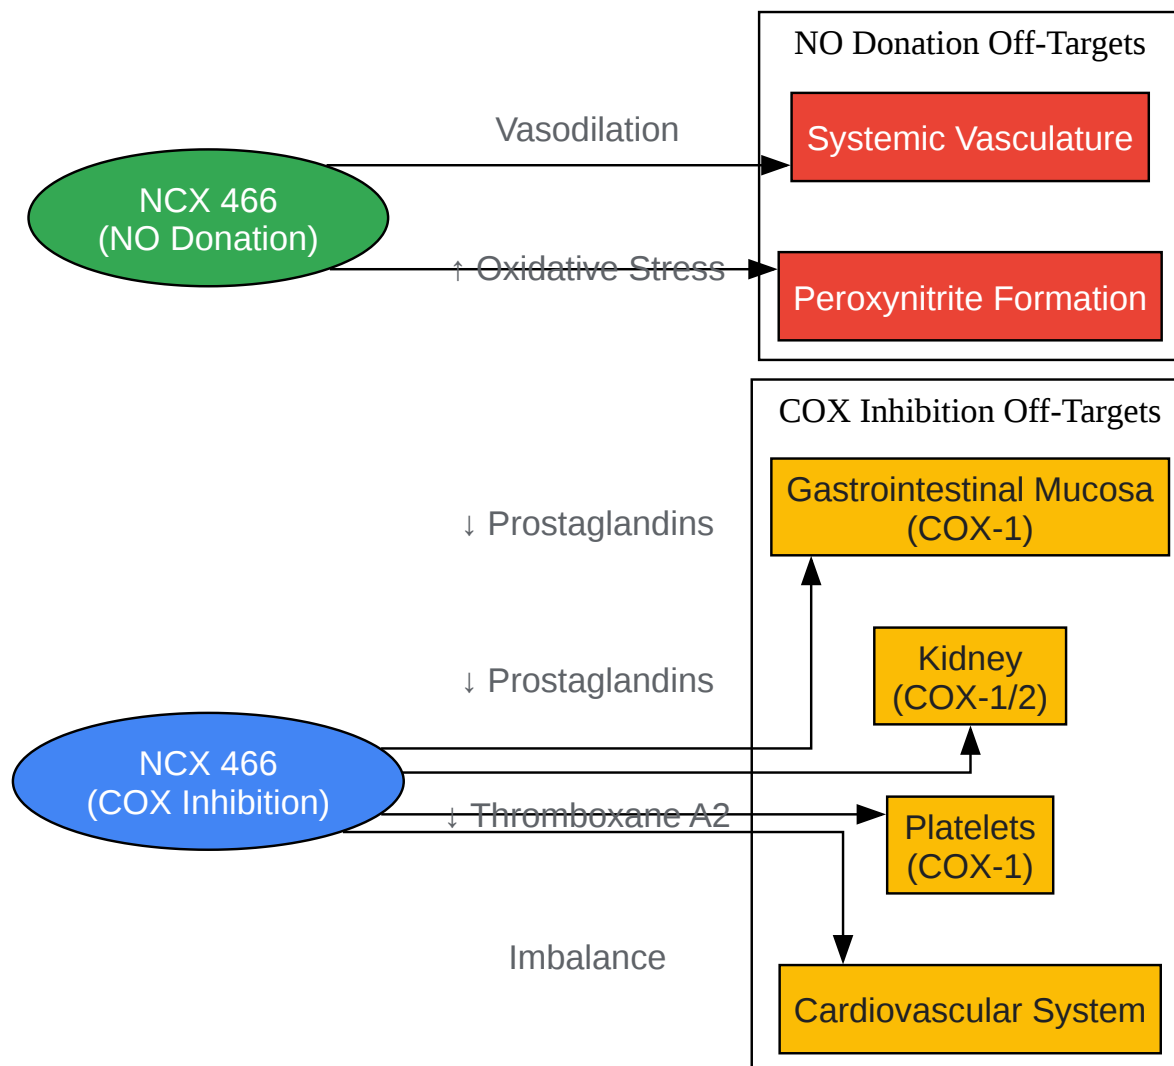 NO Donation Off-Targets
Vasodilation
Systemic Vasculature
NCX 466
(NO Donation)
↑ Oxidative Stress
Peroxynitrite Formation
COX Inhibition Off-Targets
↓ Prostaglandins
Gastrointestinal Mucosa
(COX-1)
↓ Prostaglandins
Kidney
(COX-1/2)
NCX 466
(COX Inhibition)
↓ Thromboxane A2
Platelets
(COX-1)
Imbalance
Cardiovascular System